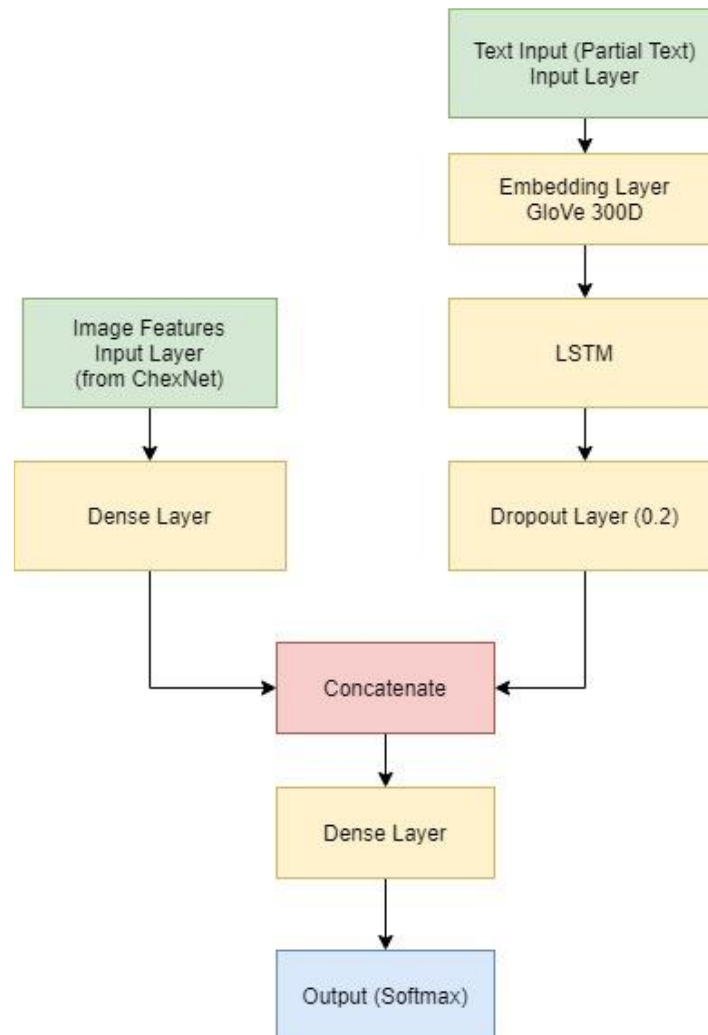 Text Input (Partial Text)
Input Layer
Embedding Layer
GloVe 300D
LSTM
Dropout Layer (0.2)
Image Features
Input Layer
(from ChexNet)
Dense Layer
Concatenate
Dense Layer
Output (Softmax)